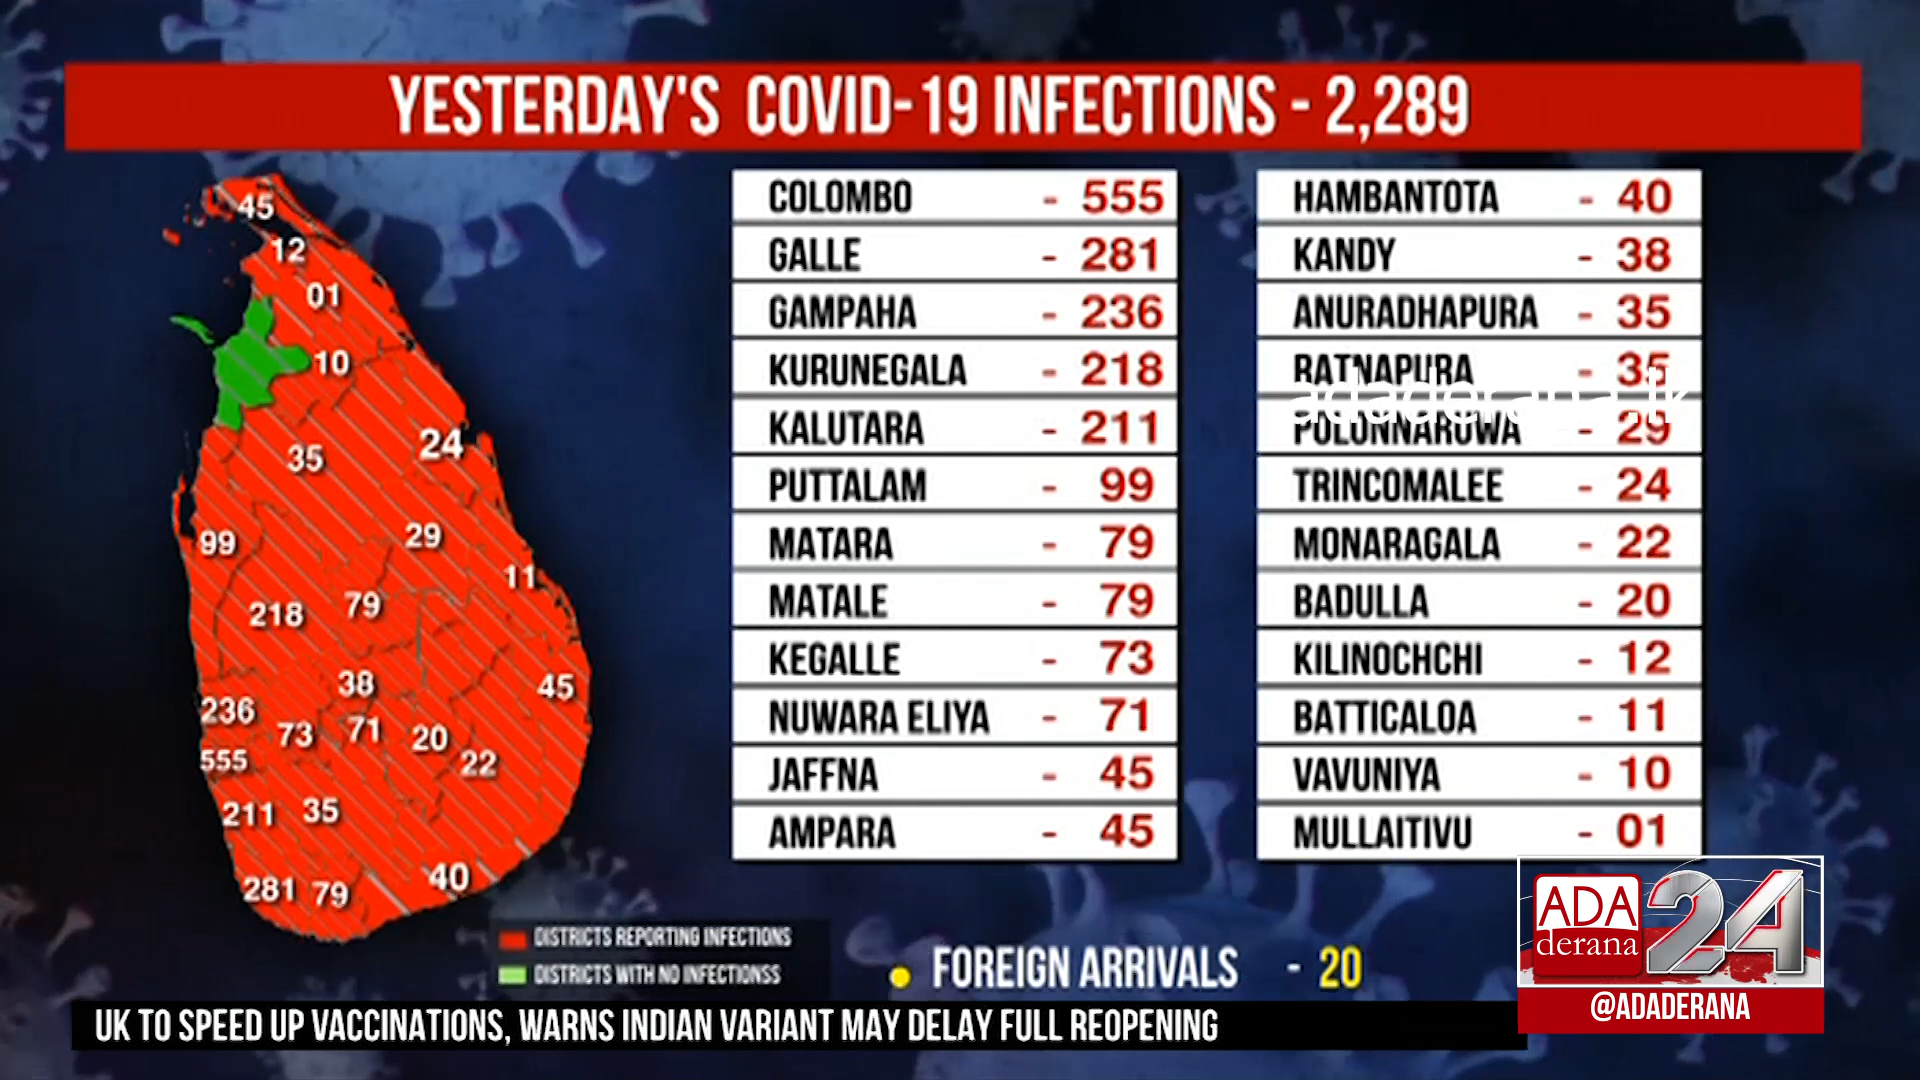 YESTERDAY'S COVID-19 INFECTIONS - 2,289
45
12
01
10
35
24
99
29
11
218
79
38
45
236
73
71
20
555
22
211
35
281
79
40
COLOMBO - 555
GALLE - 281
GAMPAHA - 236
KURUNEGALA - 218
KALUTARA - 211
PUTTALAM - 99
MATARA - 79
MATALE - 79
KEGALLE - 73
NUWARA ELIYA - 71
JAFFNA - 45
AMPARA - 45
HAMBANTOTA - 40
KANDY - 38
ANURADHAPURA - 35
RATNAPURA - 35
adaderana.lk
POLONNARUWA - 29
TRINCOMALEE - 24
MONARAGALA - 22
BADULLA - 20
KILINOCHCHI - 12
BATTICALOA - 11
VAVUNIYA - 10
MULLAITIVU - 01
DISTRICTS REPORTING INFECTIONS
DISTRICTS WITH NO INFECTIONSS
FOREIGN ARRIVALS - 20
ADA
derana
24
@ADADERANA
UK TO SPEED UP VACCINATIONS, WARNS INDIAN VARIANT MAY DELAY FULL REOPENING